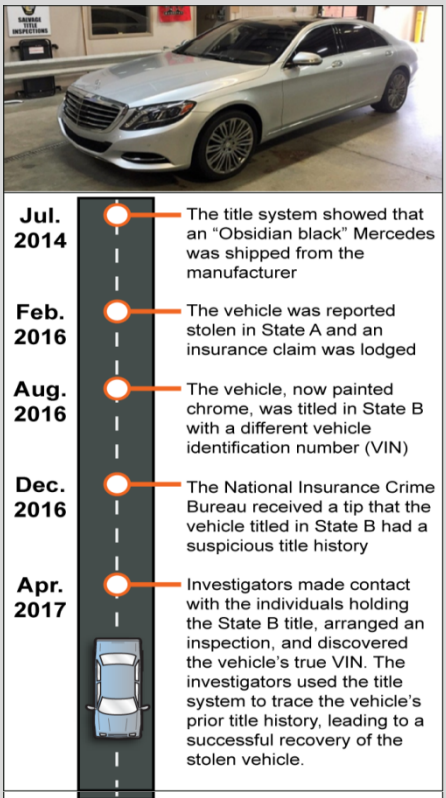 SALVAGE
TITLE
INSPECTIONS
Jul.
2014
The title system showed that
an “Obsidian black” Mercedes
was shipped from the
manufacturer
Feb.
2016
The vehicle was reported
stolen in State A and an
insurance claim was lodged
Aug.
2016
The vehicle, now painted
chrome, was titled in State B
with a different vehicle
identification number (VIN)
Dec.
2016
The National Insurance Crime
Bureau received a tip that the
vehicle titled in State B had a
suspicious title history
Apr.
2017
Investigators made contact
with the individuals holding
the State B title, arranged an
inspection, and discovered
the vehicle’s true VIN. The
investigators used the title
system to trace the vehicle’s
prior title history, leading to a
successful recovery of the
stolen vehicle.